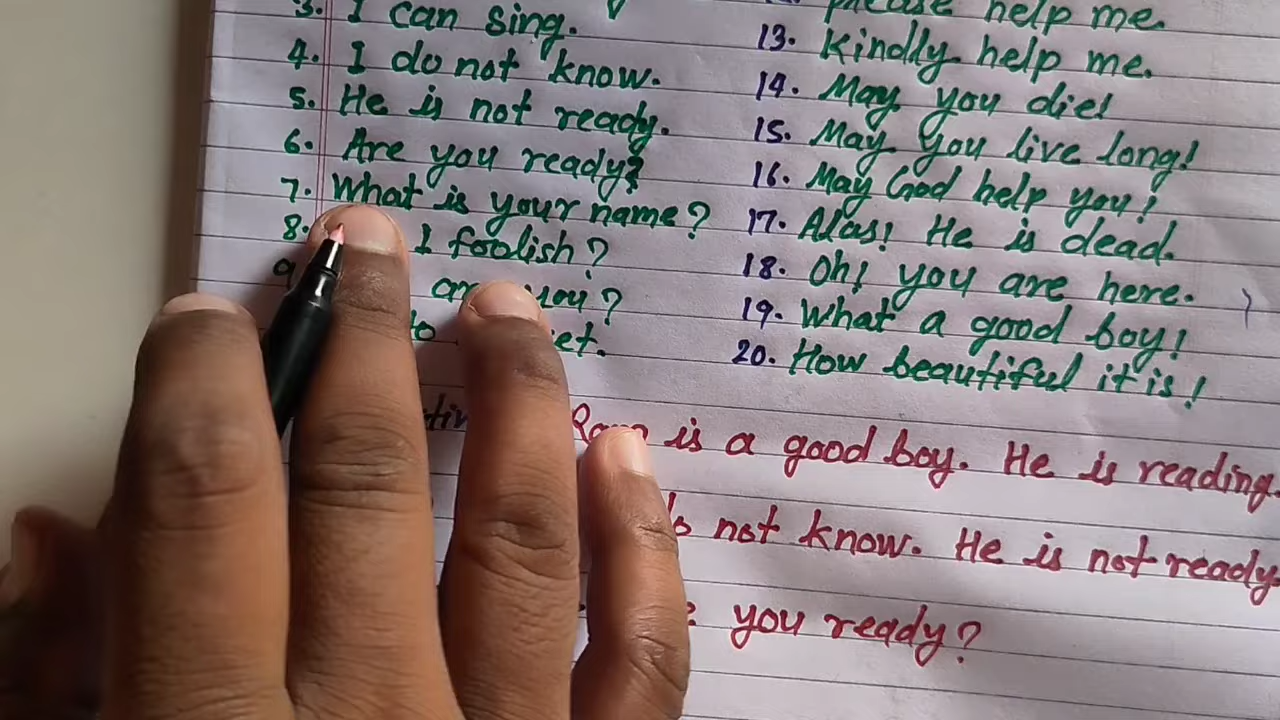 3. I can sing.
4. I do not know.
5. He is not ready.
6. Are you ready?
7. What is your name?
8. I foolish?
you?
to
12. please help me.
13. Kindly help me.
14. May you die!
15. May you live long!
16. May God help you!
17. Alas! He is dead.
18. Oh! you are here.
19. What a good boy!
20. How beautiful it is!
is a good boy. He is reading.
not know. He is not ready
you ready?